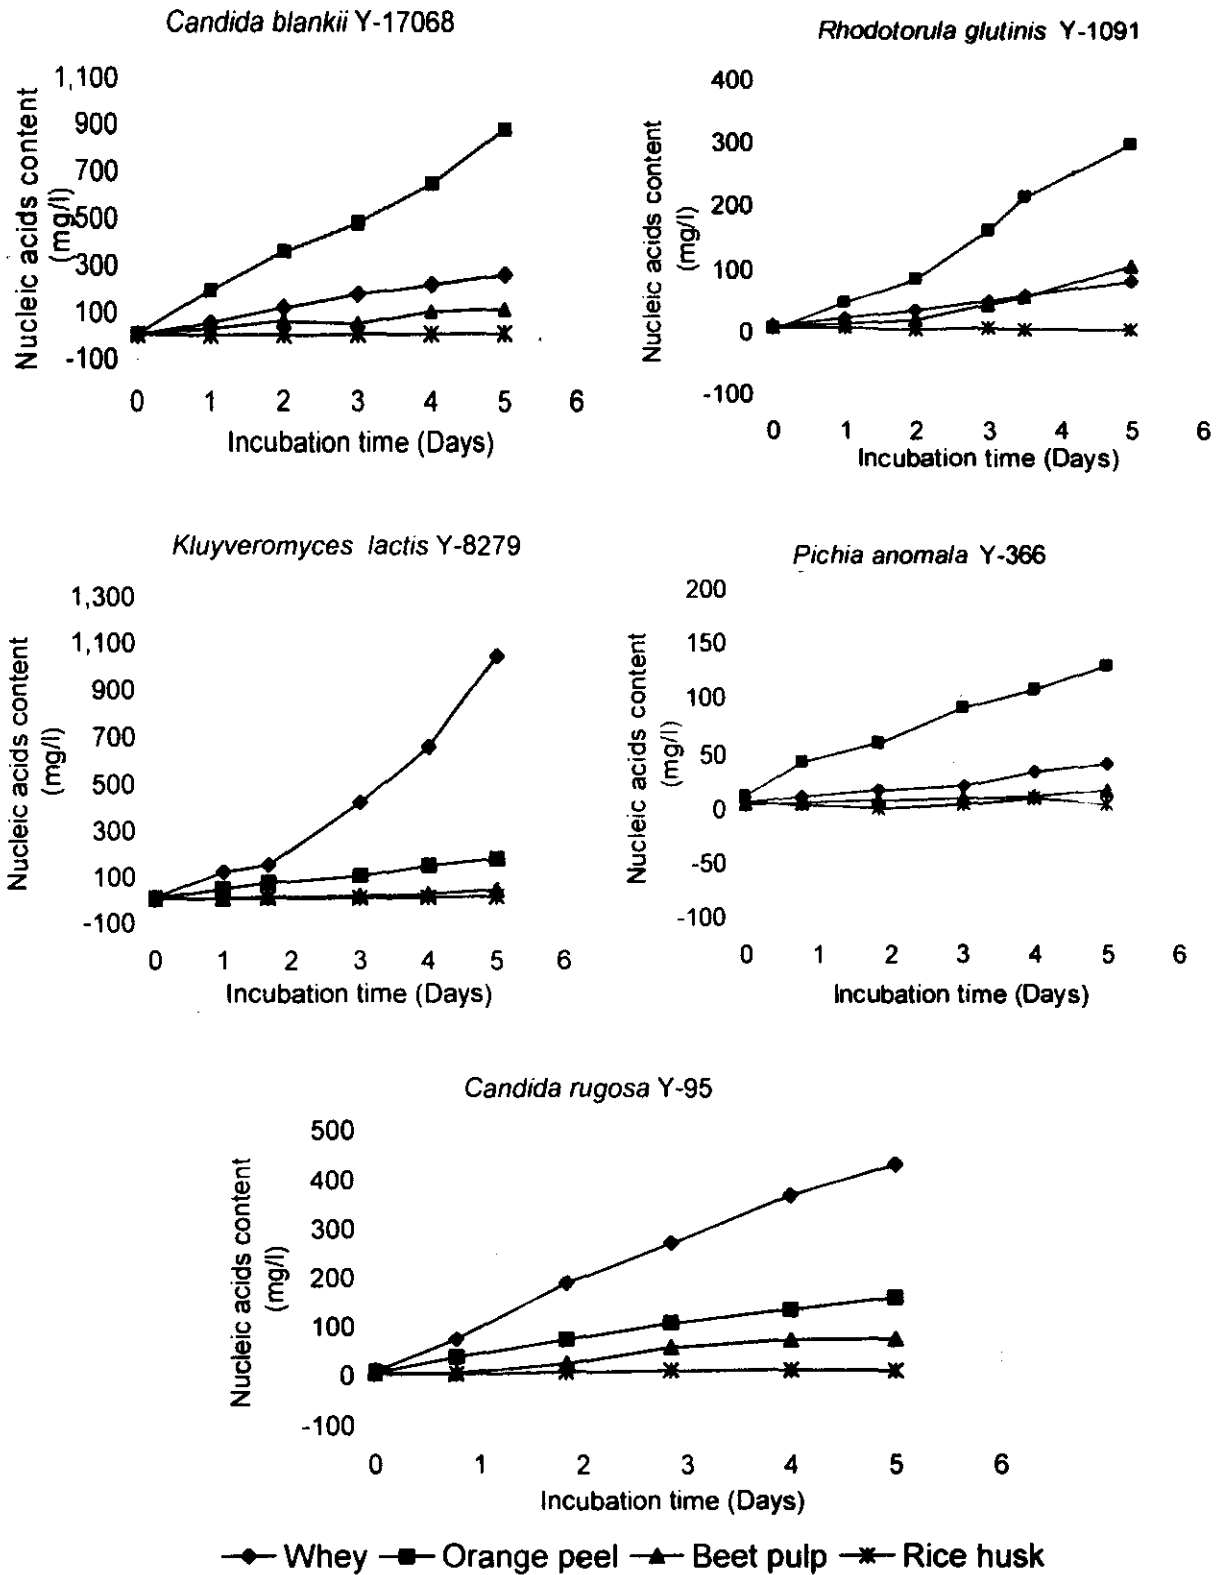 Candida blankii Y-17068
Nucleic acids content
(mg/l)
1,100
900
700
500
300
100
-100
0 1 2 3 4 5 6
Incubation time (Days)
Rhodotorula glutinis Y-1091
Nucleic acids content
(mg/l)
400
300
200
100
0
-100
0 1 2 3 4 5 6
Incubation time (Days)
Kluyveromyces lactis Y-8279
Nucleic acids content
(mg/l)
1,300
1,100
900
700
500
300
100
-100
0 1 2 3 4 5 6
Incubation time (Days)
Pichia anomala Y-366
Nucleic acids content
(mg/l)
200
150
100
50
0
-50
-100
0 1 2 3 4 5 6
Incubation time (Days)
Candida rugosa Y-95
Nucleic acids content
(mg/l)
500
400
300
200
100
0
-100
0 1 2 3 4 5 6
Incubation time (Days)
Whey Orange peel Beet pulp Rice husk